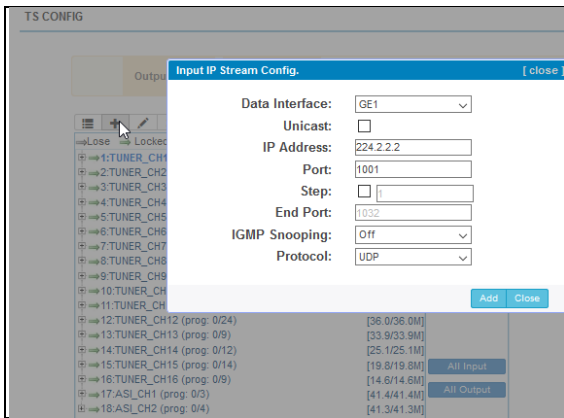 TS CONFIG
Outpu
Input IP Stream Config.
[ close ]
Data Interface:
GE1
Unicast:
IP Address:
224.2.2.2
Port:
1001
Step:
1
End Port:
1032
IGMP Snooping:
Off
Protocol:
UDP
Add
Close
Lose
Locked
1:TUNER_CH1
2:TUNER_CH2
3:TUNER_CH3
4:TUNER_CH4
5:TUNER_CH5
6:TUNER_CH6
7:TUNER_CH7
8:TUNER_CH8
9:TUNER_CH9
10:TUNER_CH
11:TUNER_CH
12:TUNER_CH12 (prog: 0/24) [36.0/36.0M]
13:TUNER_CH13 (prog: 0/9) [33.9/33.9M]
14:TUNER_CH14 (prog: 0/12) [25.1/25.1M]
15:TUNER_CH15 (prog: 0/14) [19.8/19.8M]
16:TUNER_CH16 (prog: 0/9) [14.6/14.6M]
17:ASI_CH1 (prog: 0/3) [41.4/41.4M]
18:ASI_CH2 (prog: 0/4) [41.3/41.3M]
All Input
All Output